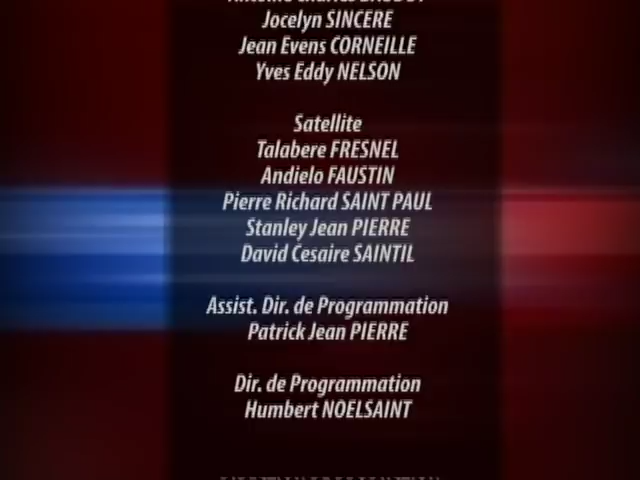 Jocelyn SINCERE
Jean Evens CORNEILLE
Yves Eddy NELSON
Satellite
Talabere FRESNEL
Andielo FAUSTIN
Pierre Richard SAINT PAUL
Stanley Jean PIERRE
David Cesaire SAINTIL
Assist. Dir. de Programmation
Patrick Jean PIERRE
Dir. de Programmation
Humbert NOELSAINT